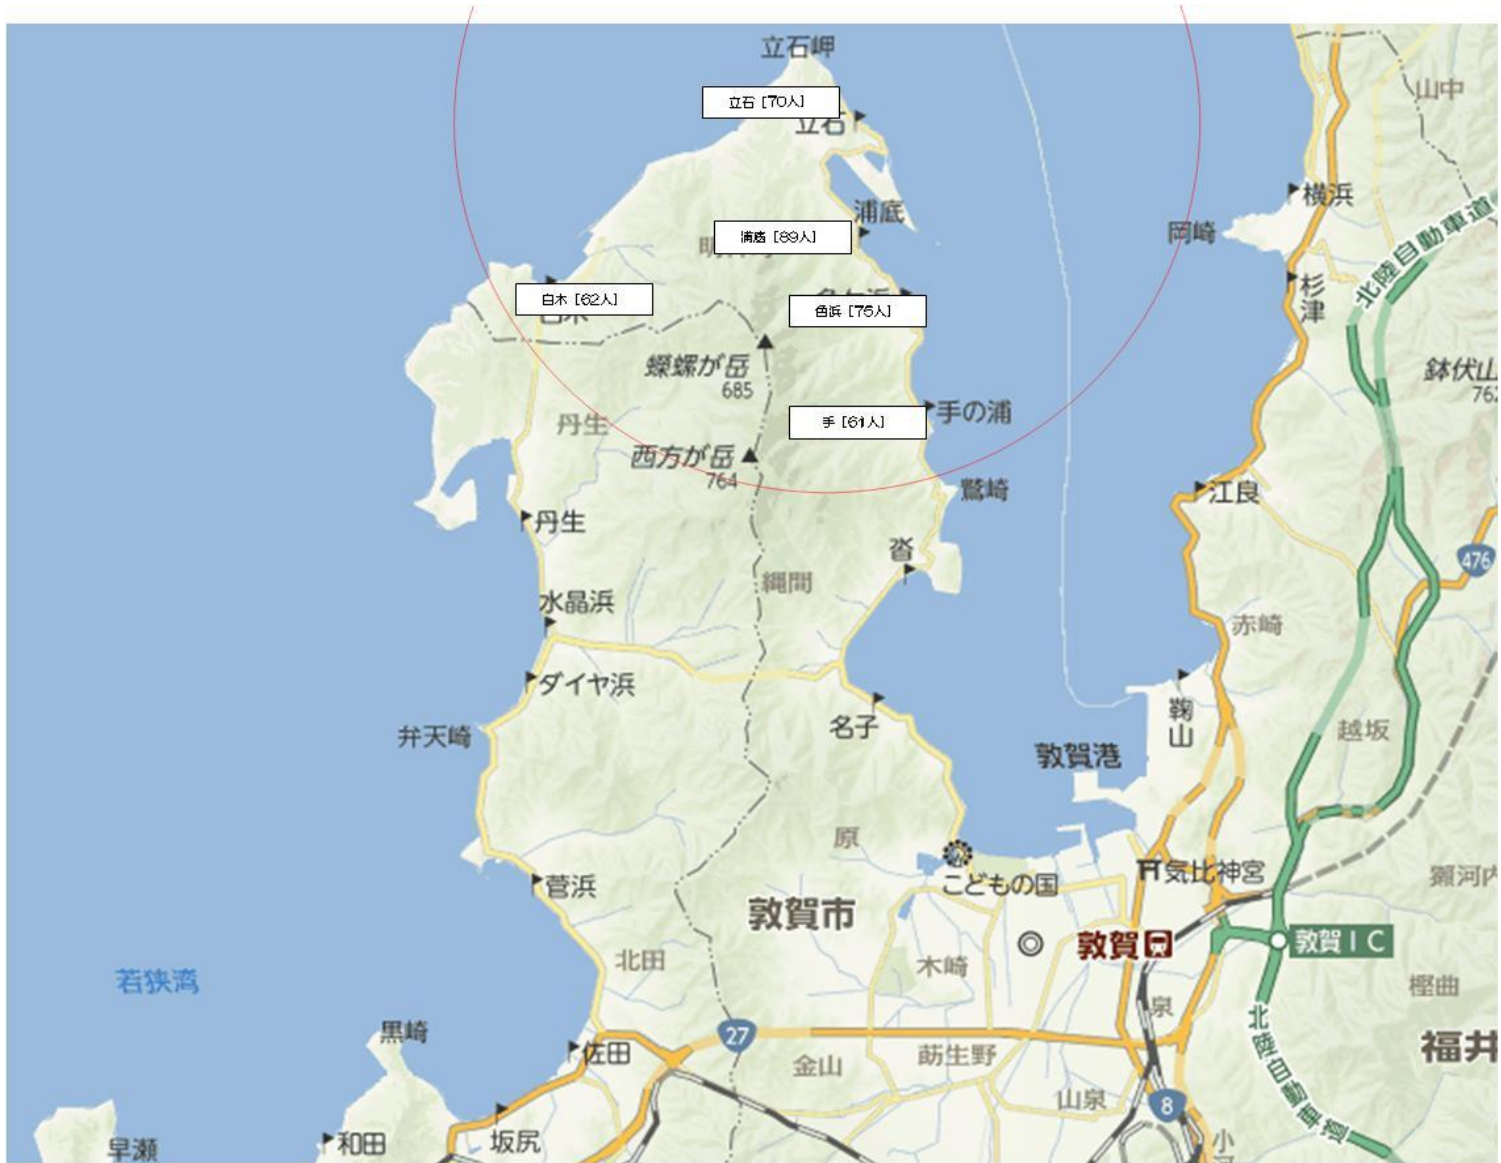 立石岬
山中
立石 [70人]
立石
横浜
浦底
岡崎
北陸自動車道
浦底 [89人]
杉津
白木 [62人]
色浜 [75人]
蠑螺が岳
685
鉢伏山
762
丹生
手 [61人]
手の浦
西方が岳
764
鷲崎
江良
丹生
沓
476
縄間
水晶浜
赤崎
ダイヤ浜
名子
鞠山
越坂
弁天崎
敦賀港
原
こどもの国
気比神宮
獺河内
菅浜
敦賀市
敦賀
敦賀IC
北田
木崎
若狭湾
樫曲
泉
黒崎
27
北陸自動車道
福井
佐田
金山
莇生野
山泉
8
早瀬
和田
坂尻
小河